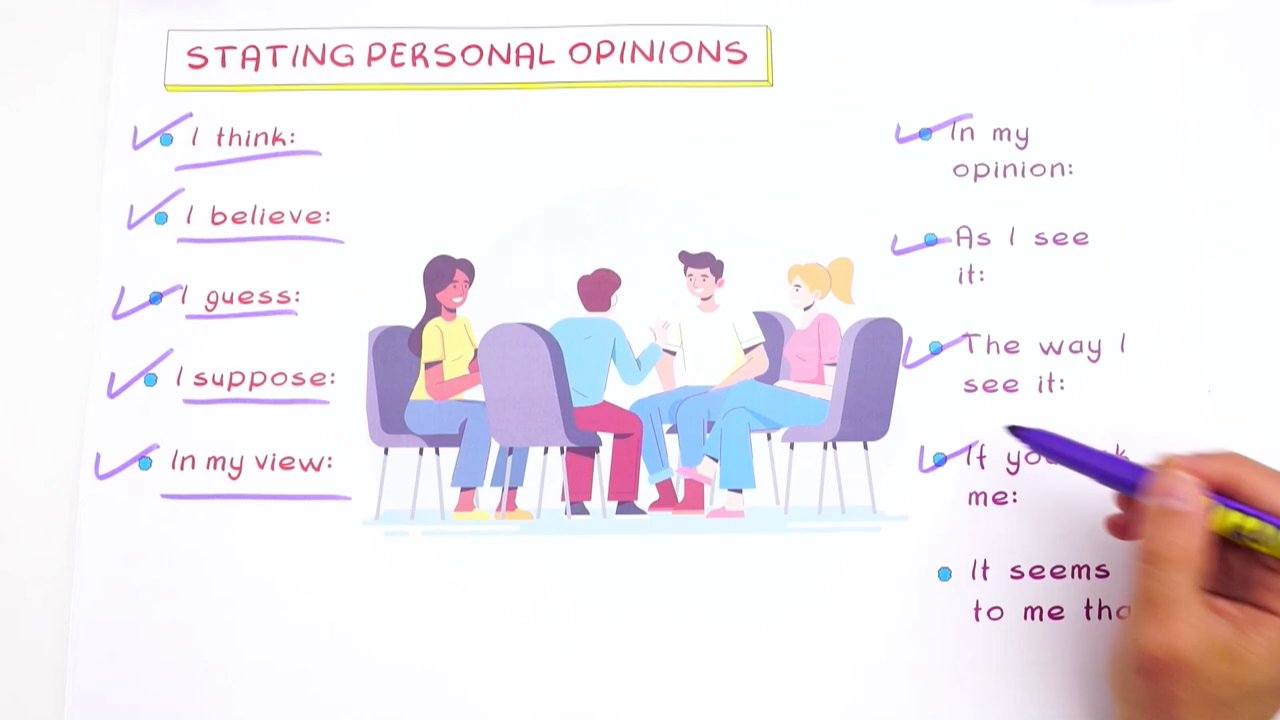 STATING PERSONAL OPINIONS
I think:
I believe:
I guess:
I suppose:
In my view:
In my
opinion:
As I see
it:
The way I
see it:
If
me:
It seems
to me